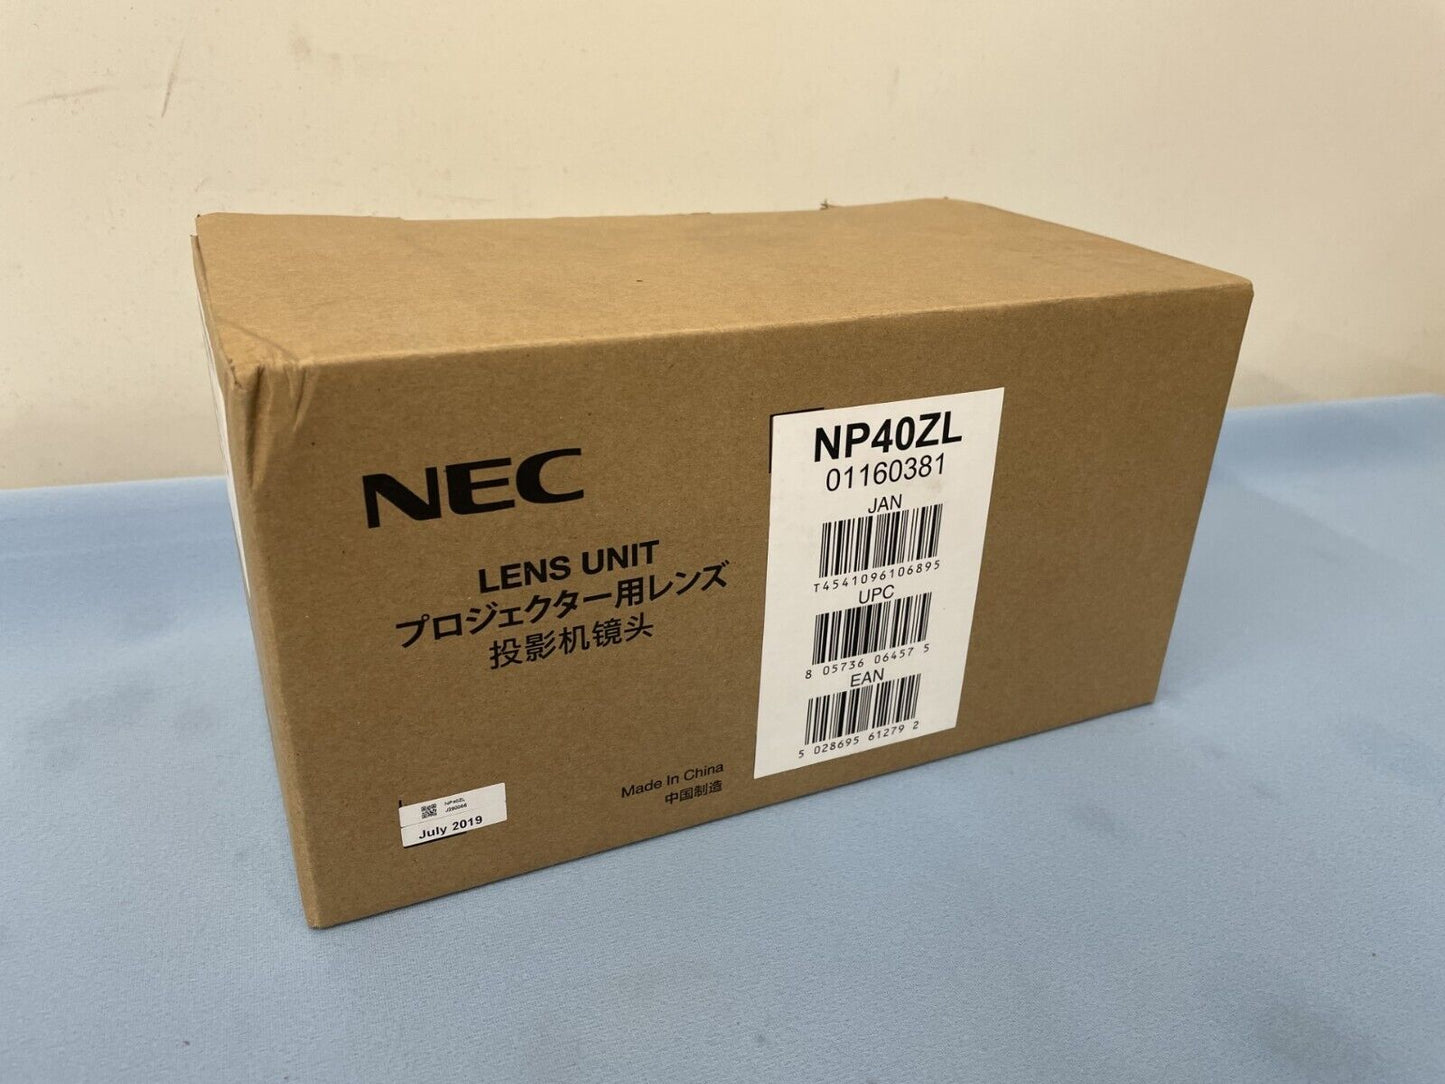 NEC
LENS UNIT
プロジェクター用レンズ
投影机镜头
Made In China
中国制造
NP40ZL
July 2019
NP40ZL
01160381
JAN
T4541096106895
UPC
8 05736 06457 5
EAN
5 028695 61279 2